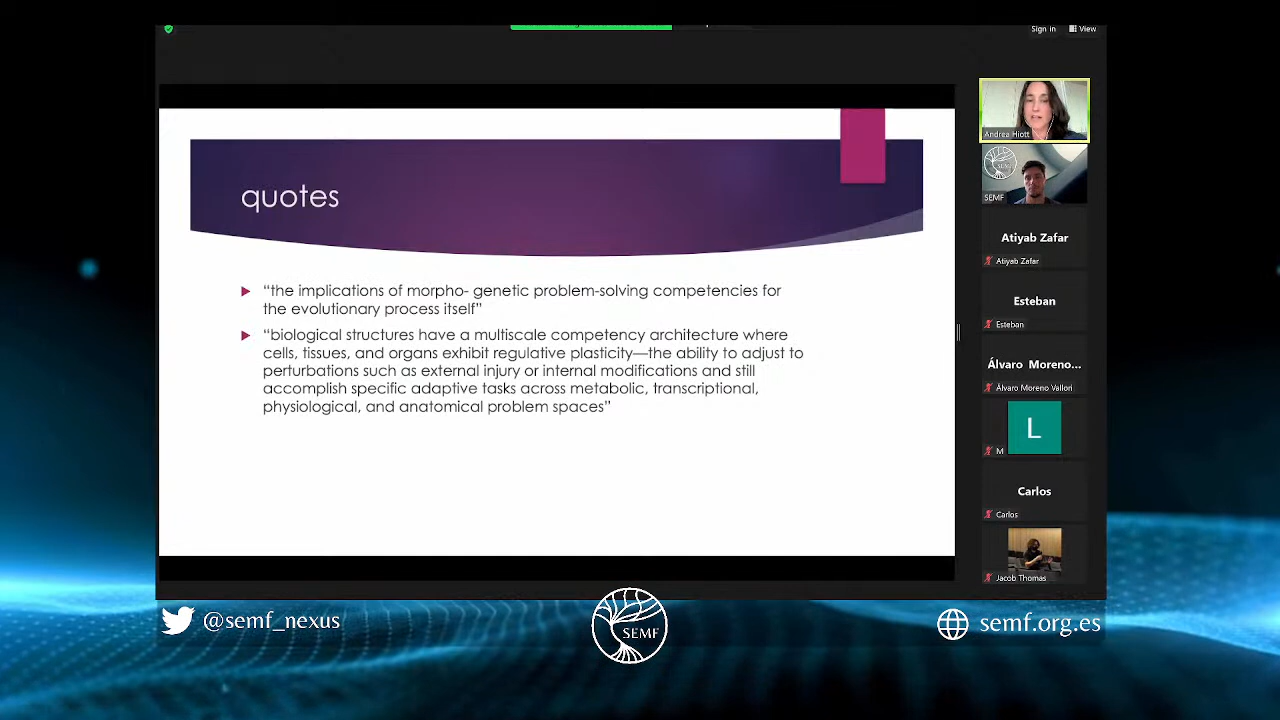 Sign in
View
quotes
“the implications of morpho- genetic problem-solving competencies for
the evolutionary process itself”
“biological structures have a multiscale competency architecture where
cells, tissues, and organs exhibit regulative plasticity—the ability to adjust to
perturbations such as external injury or internal modifications and still
accomplish specific adaptive tasks across metabolic, transcriptional,
physiological, and anatomical problem spaces”
Andrea Hiott
SEMF
SEMF
Atiyab Zafar
Atiyab Zafar
Esteban
Esteban
Álvaro Moreno...
Álvaro Moreno Vallori
L
M
Carlos
Carlos
Jacob Thomas
@semf_nexus
SEMF
semf.org.es